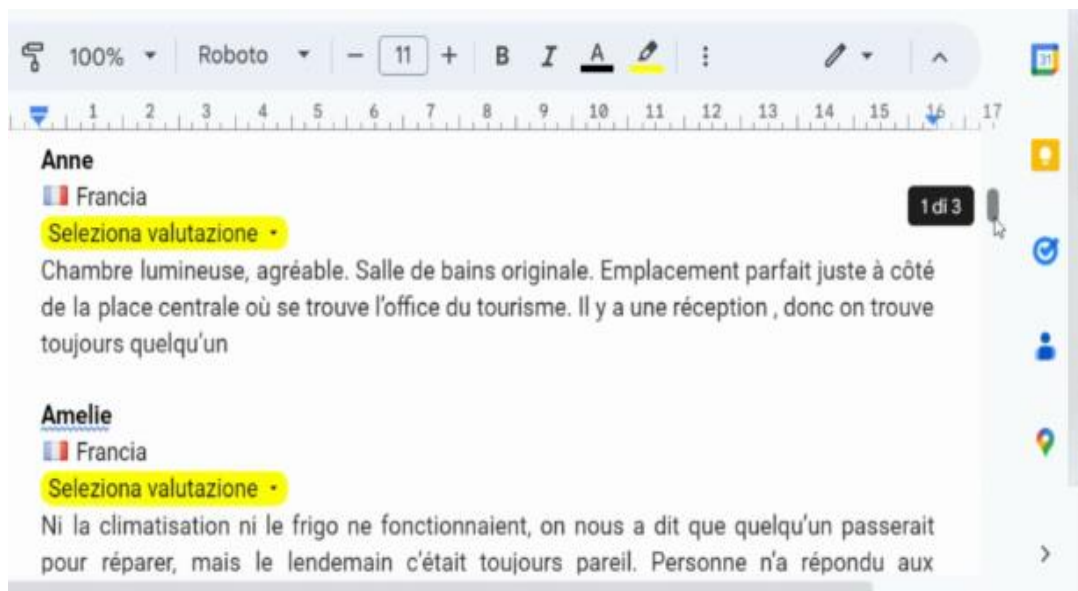 100% Roboto − 11 + B I A
1 2 3 4 5 6 7 8 9 10 11 12 13 14 15 16 17
31
Anne
Francia
1 di 3
Seleziona valutazione
Chambre lumineuse, agréable. Salle de bains originale. Emplacement parfait juste à côté
de la place centrale où se trouve l’office du tourisme. Il y a une réception , donc on trouve
toujours quelqu’un
Amelie
Francia
Seleziona valutazione
Ni la climatisation ni le frigo ne fonctionnaient, on nous a dit que quelqu’un passerait
pour réparer, mais le lendemain c’était toujours pareil. Personne n’a répondu aux